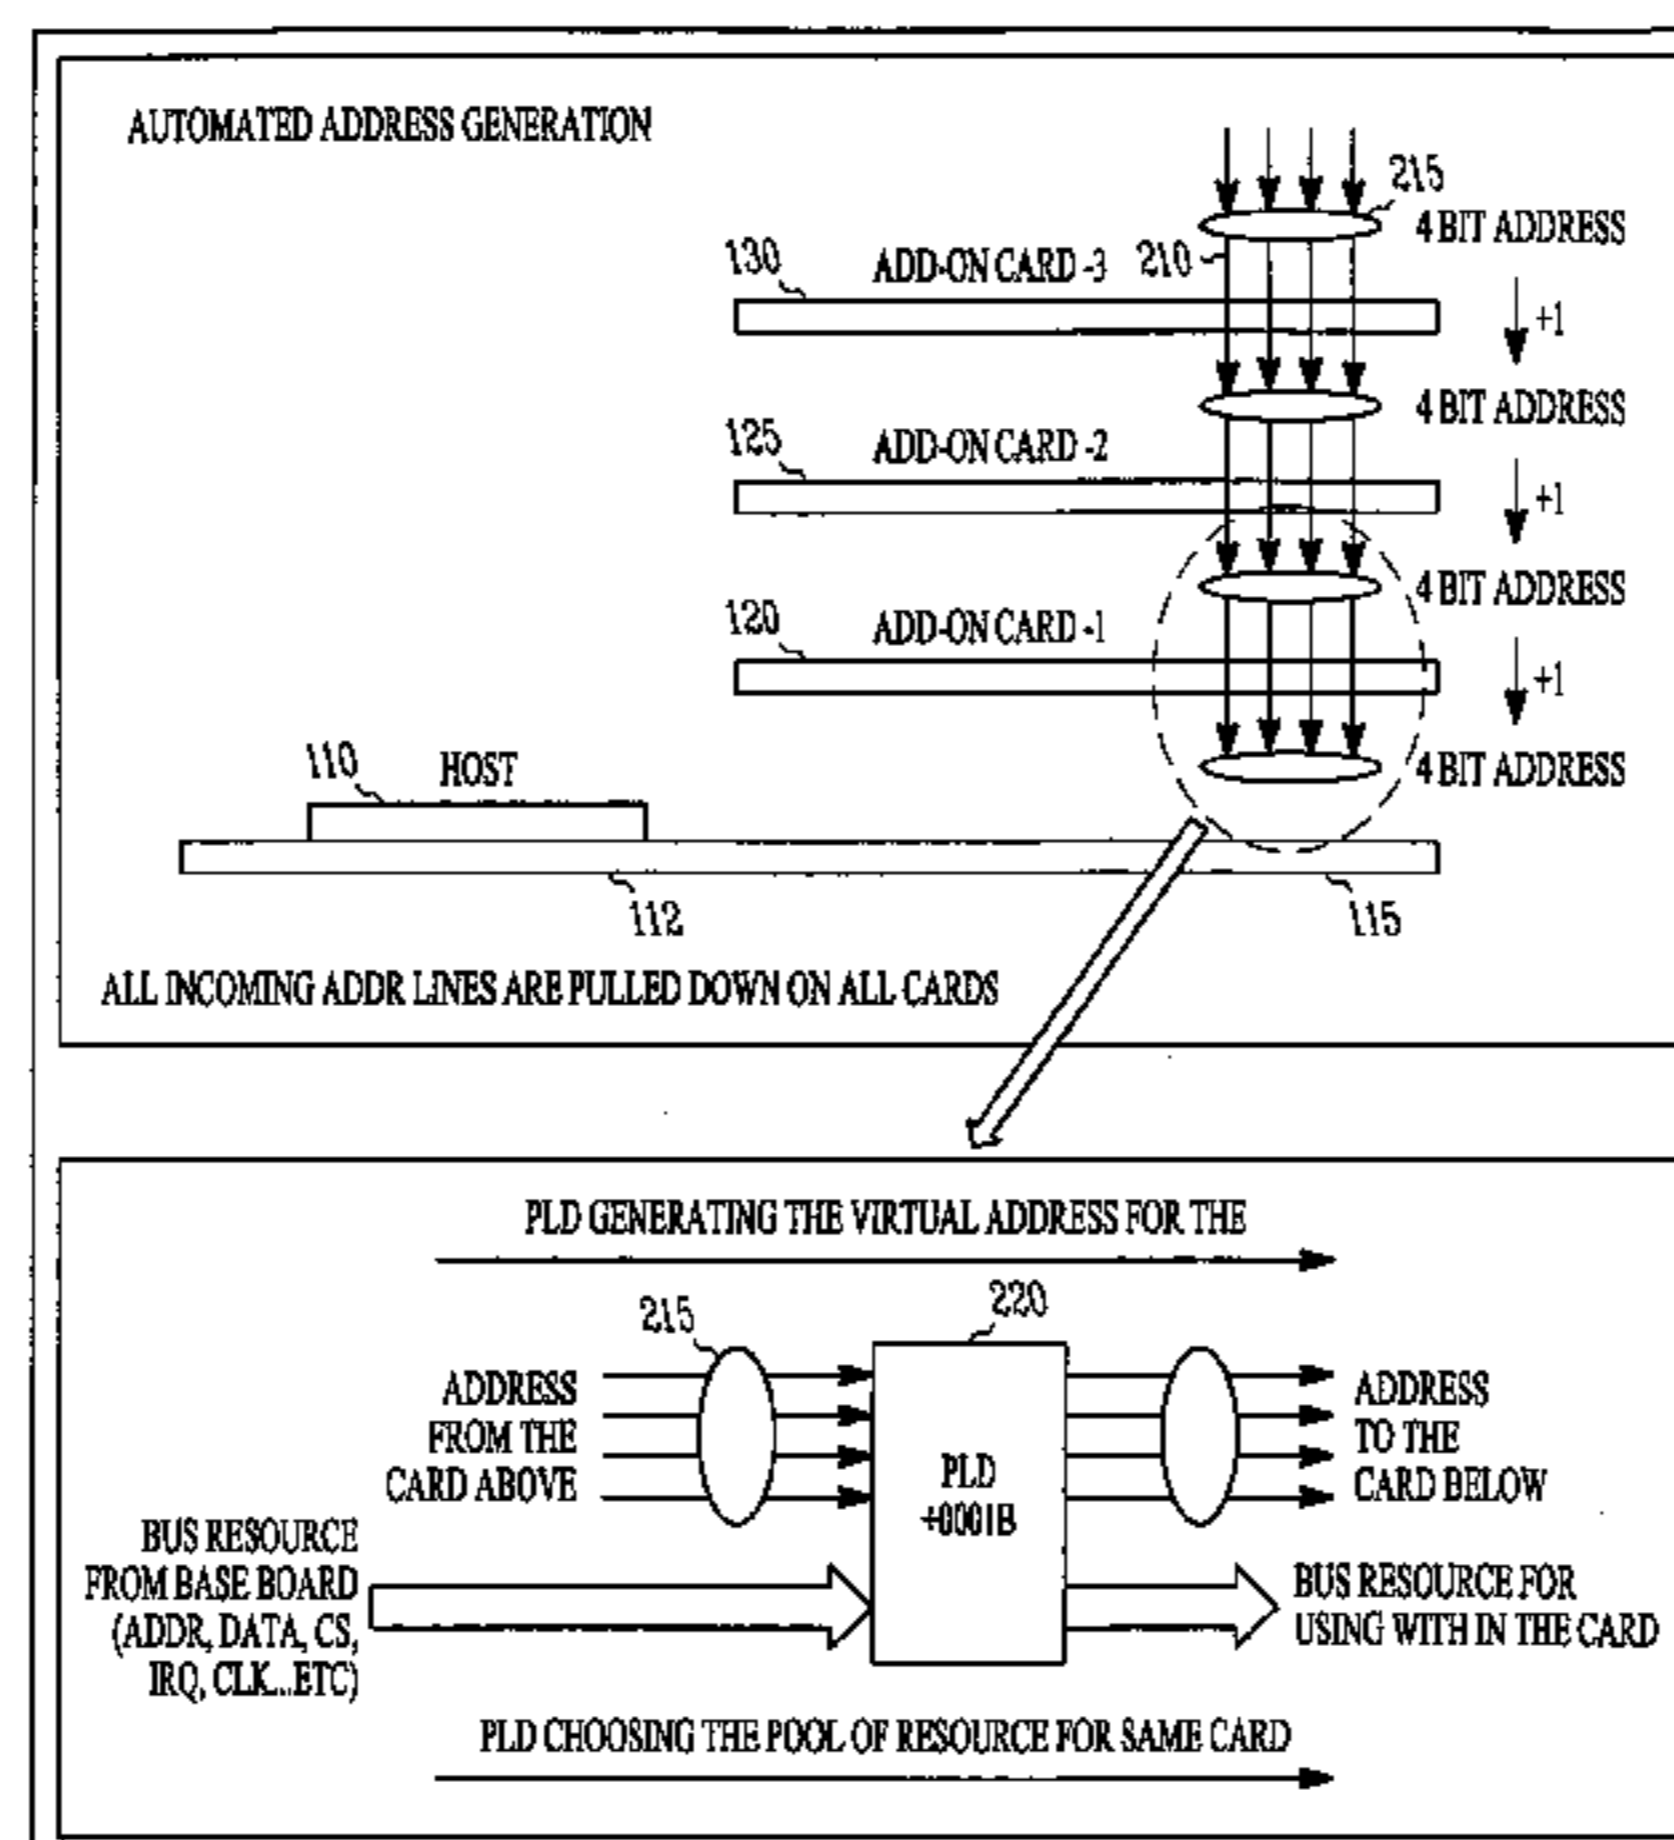 AUTOMATED ADDRESS GENERATION
215
4 BIT ADDRESS
130
ADD-ON CARD -3
210
+1
4 BIT ADDRESS
125
ADD-ON CARD -2
+1
4 BIT ADDRESS
120
ADD-ON CARD -1
+1
4 BIT ADDRESS
110
HOST
112
115
ALL INCOMING ADDR LINES ARE PULLED DOWN ON ALL CARDS
PLD GENERATING THE VIRTUAL ADDRESS FOR THE
215
220
ADDRESS
FROM THE
CARD ABOVE
PLD
+0001B
ADDRESS
TO THE
CARD BELOW
BUS RESOURCE
FROM BASE BOARD
(ADDR, DATA, CS,
IRQ, CLK...ETC)
BUS RESOURCE FOR
USING WITH IN THE CARD
PLD CHOOSING THE POOL OF RESOURCE FOR SAME CARD